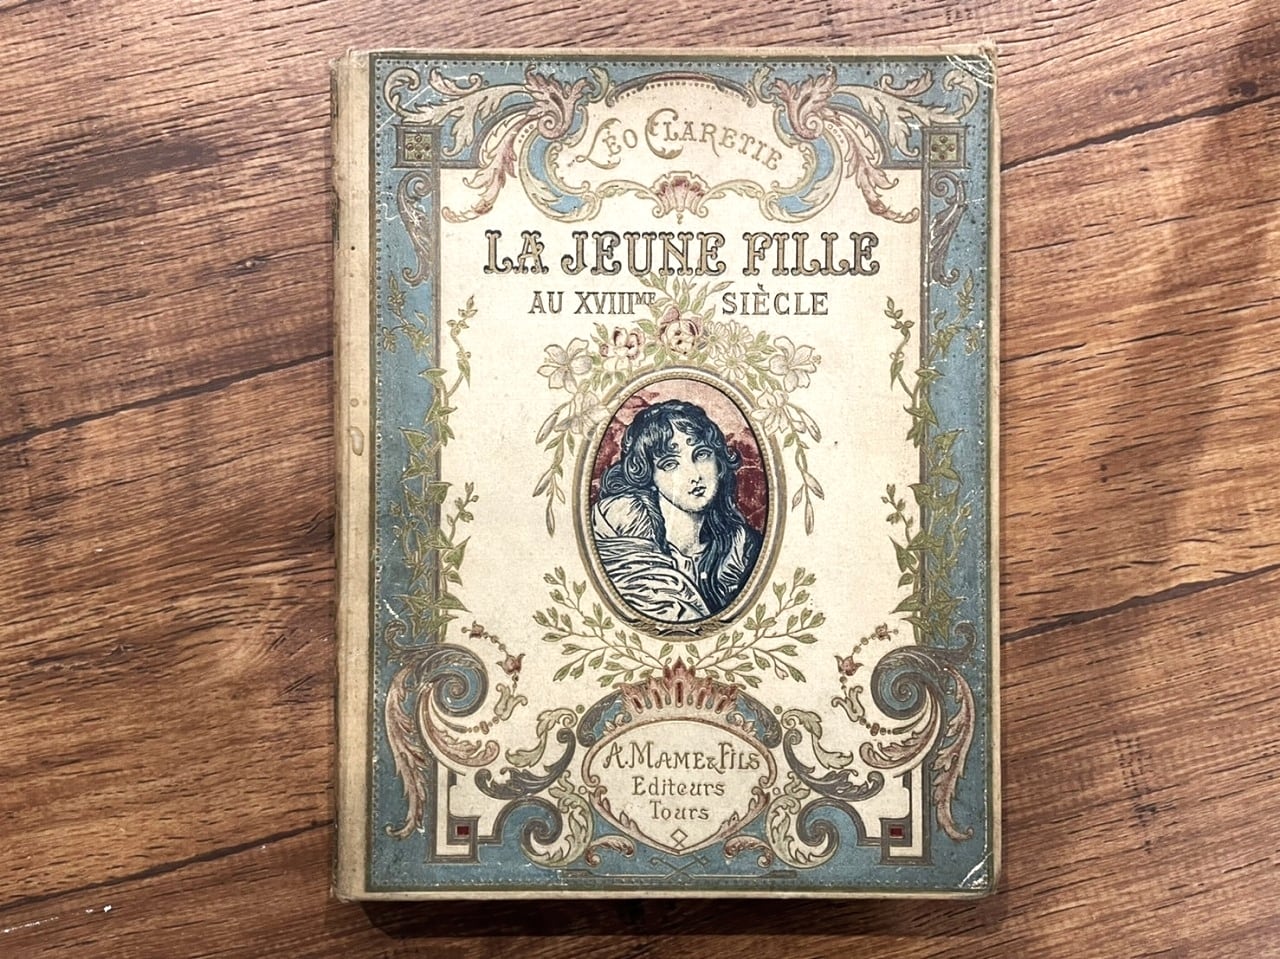 LÉO CLARETIE
LA JEUNE FILLE
AU XVIIIME SIÈCLE
A. MAME & FILS
Editeurs
Tours